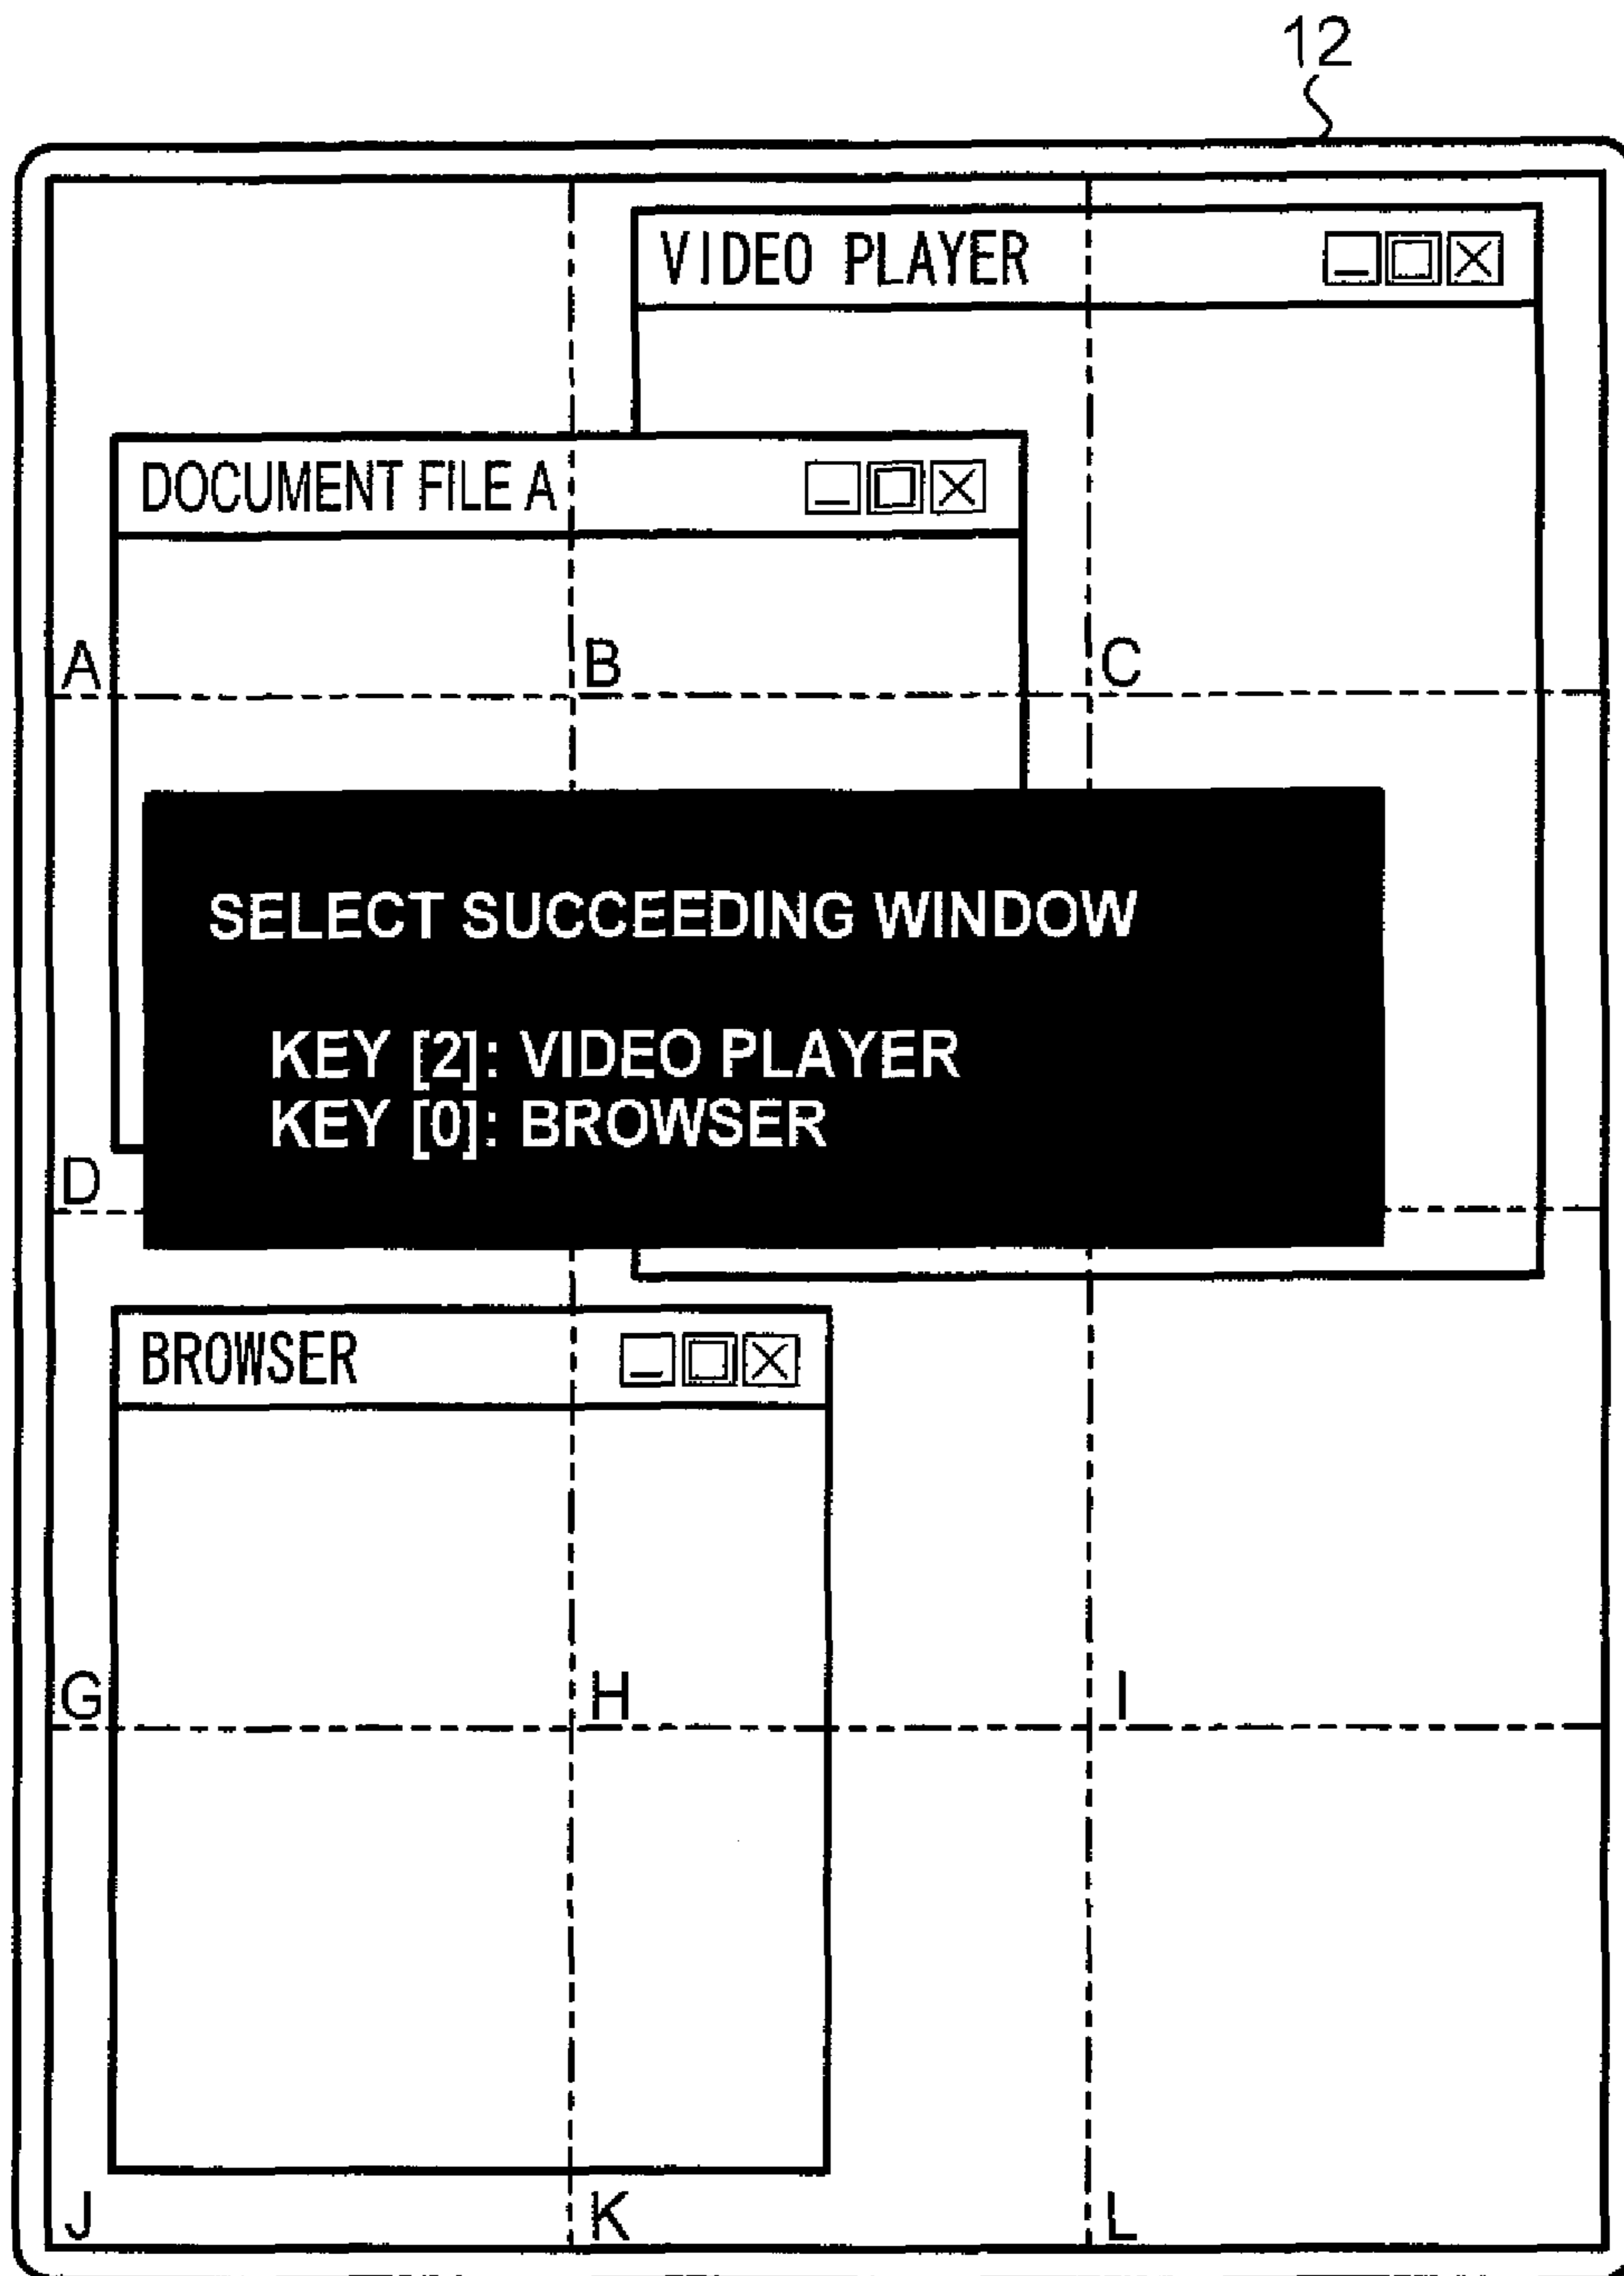 12
VIDEO PLAYER
DOCUMENT FILE A
A B C
SELECT SUCCEEDING WINDOW
KEY [2]: VIDEO PLAYER
KEY [0]: BROWSER
D
BROWSER
G H I
J K L